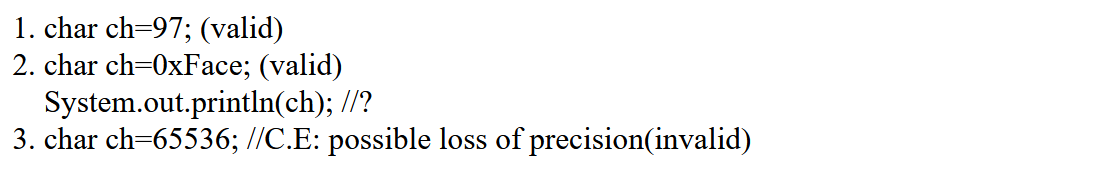 1. char ch=97; (valid)
2. char ch=0xFace; (valid)
System.out.println(ch); //?
3. char ch=65536; //C.E: possible loss of precision(invalid)